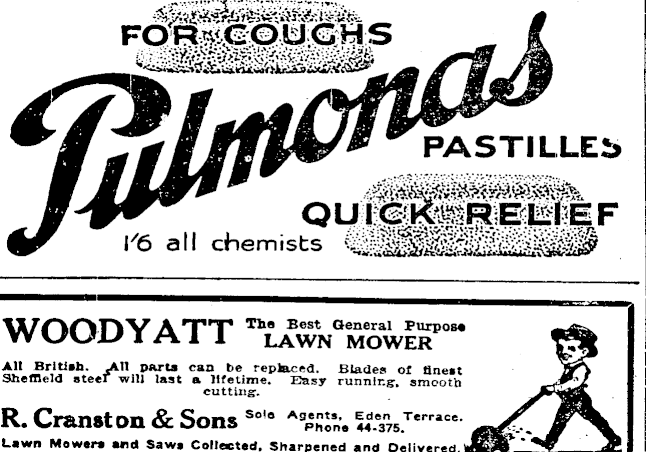 FOR COUGHS
Pulmonas
PASTILLES
QUICK RELIEF
1'6 all chemists
WOODYATT The Best General Purpose
LAWN MOWER
All British. All parts can be replaced. Blades of finest
Sheffield steel will last a lifetime. Easy running, smooth
cutting.
R. Cranston & Sons Sole Agents, Eden Terrace.
Phone 44-375.
Lawn Mowers and Saws Collected, Sharpened and Delivered.